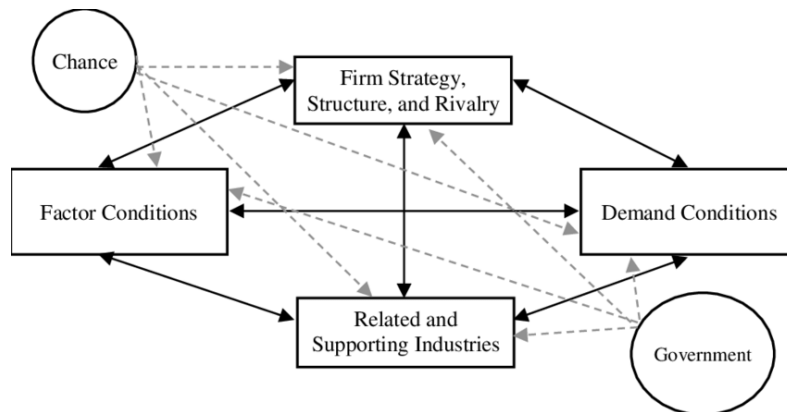 Chance
Firm Strategy,
Structure, and Rivalry
Factor Conditions
Demand Conditions
Related and
Supporting Industries
Government